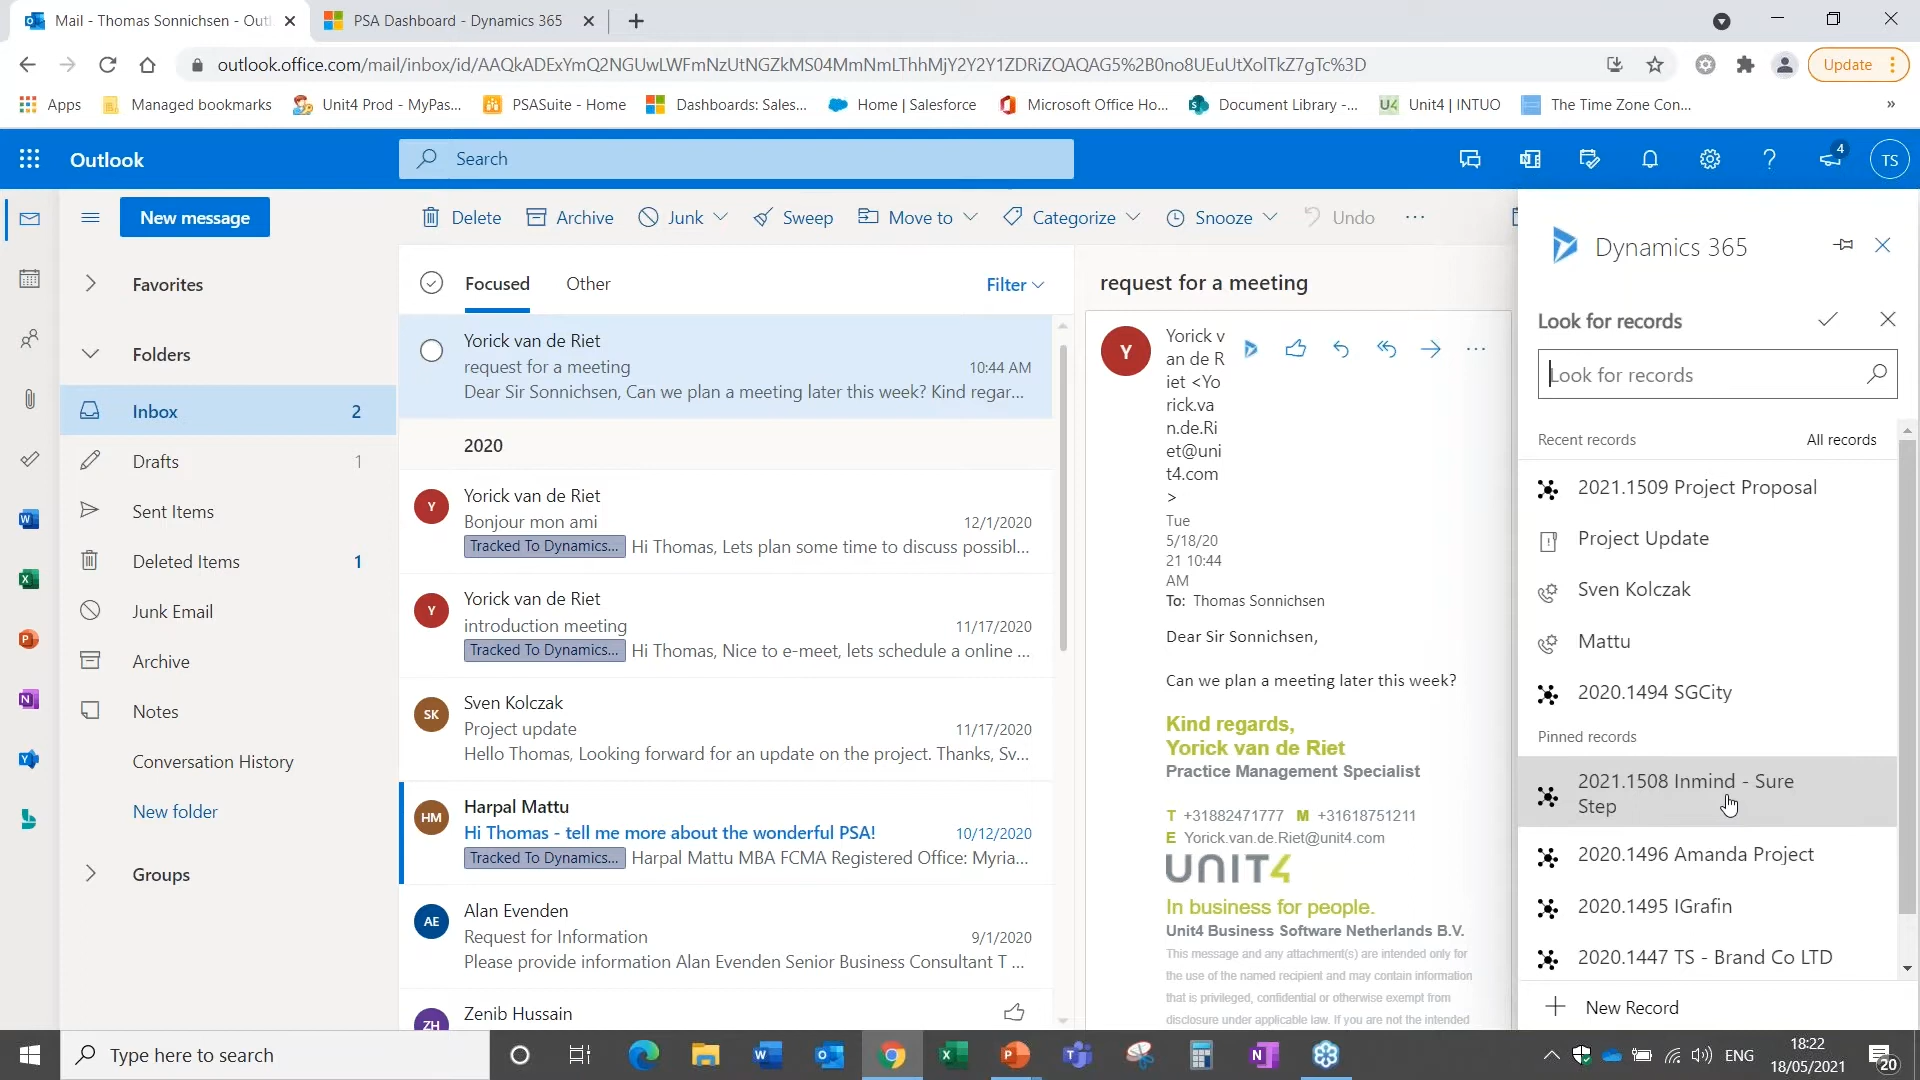 Mail - Thomas Sonnichsen - Outl
PSA Dashboard - Dynamics 365
outlook.office.com/mail/inbox/id/AAQkADExYmQ2NGUwLWFmNzUtNGZkMS04MmNmLThhMjY2Y2Y1ZDRiZQAQAG5%2B0no8UEuUtXolTkZ7gTc%3D
Update
Apps
Managed bookmarks
Unit4 Prod - MyPas...
PSASuite - Home
Dashboards: Sales...
Home | Salesforce
Microsoft Office Ho...
Document Library -...
U4
Unit4 | INTUO
The Time Zone Con...
»
Outlook
Search
4
TS
New message
Delete
Archive
Junk
Sweep
Move to
Categorize
Snooze
Undo
Favorites
Folders
Inbox 2
Drafts 1
Sent Items
Deleted Items 1
Junk Email
Archive
Notes
Conversation History
New folder
Groups
Focused
Other
Filter
Yorick van de Riet
request for a meeting 10:44 AM
Dear Sir Sonnichsen, Can we plan a meeting later this week? Kind regar...
2020
Y
Yorick van de Riet
Bonjour mon ami 12/1/2020
Tracked To Dynamics... Hi Thomas, Lets plan some time to discuss possibl...
Y
Yorick van de Riet
introduction meeting 11/17/2020
Tracked To Dynamics... Hi Thomas, Nice to e-meet, lets schedule a online ...
SK
Sven Kolczak
Project update 11/17/2020
Hello Thomas, Looking forward for an update on the project. Thanks, Sv...
HM
Harpal Mattu
Hi Thomas - tell me more about the wonderful PSA! 10/12/2020
Tracked To Dynamics... Harpal Mattu MBA FCMA Registered Office: Myria...
AE
Alan Evenden
Request for Information 9/1/2020
Please provide information Alan Evenden Senior Business Consultant T ...
ZH
Zenib Hussain
request for a meeting
Y
Yorick v
an de R
iet <Yo
rick.va
n.de.Ri
et@uni
t4.com
>
Tue
5/18/20
21 10:44
AM
To: Thomas Sonnichsen
Dear Sir Sonnichsen,
Can we plan a meeting later this week?
Kind regards,
Yorick van de Riet
Practice Management Specialist
T +31882471777 M +31618751211
E Yorick.van.de.Riet@unit4.com
UNIT4
In business for people.
Unit4 Business Software Netherlands B.V.
This message and any attachment(s) are intended only for
the use of the named recipient and may contain information
that is privileged, confidential or otherwise exempt from
disclosure under applicable law. If you are not the intended
Dynamics 365
Look for records
Look for records
Recent records
All records
2021.1509 Project Proposal
Project Update
Sven Kolczak
Mattu
2020.1494 SGCity
Pinned records
2021.1508 Inmind - Sure
Step
2020.1496 Amanda Project
2020.1495 IGrafin
2020.1447 TS - Brand Co LTD
New Record
Type here to search
ENG
18:22
18/05/2021
20